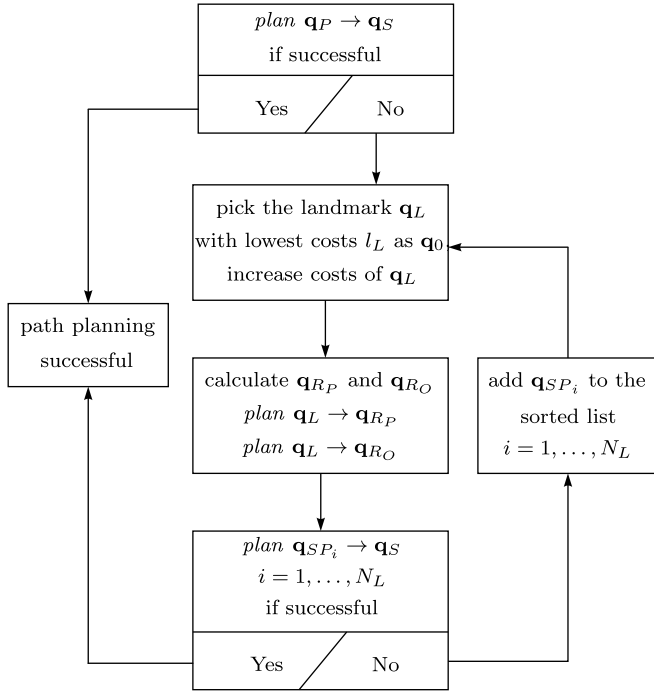 plan q_P → q_S
if successful
Yes No
pick the landmark q_L
with lowest costs l_L as q_0
increase costs of q_L
path planning
successful
calculate q_{R_P} and q_{R_O}
plan q_L → q_{R_P}
plan q_L → q_{R_O}
add q_{SP_i} to the
sorted list
i = 1, . . . , N_L
plan q_{SP_i} → q_S
i = 1, . . . , N_L
if successful
Yes No